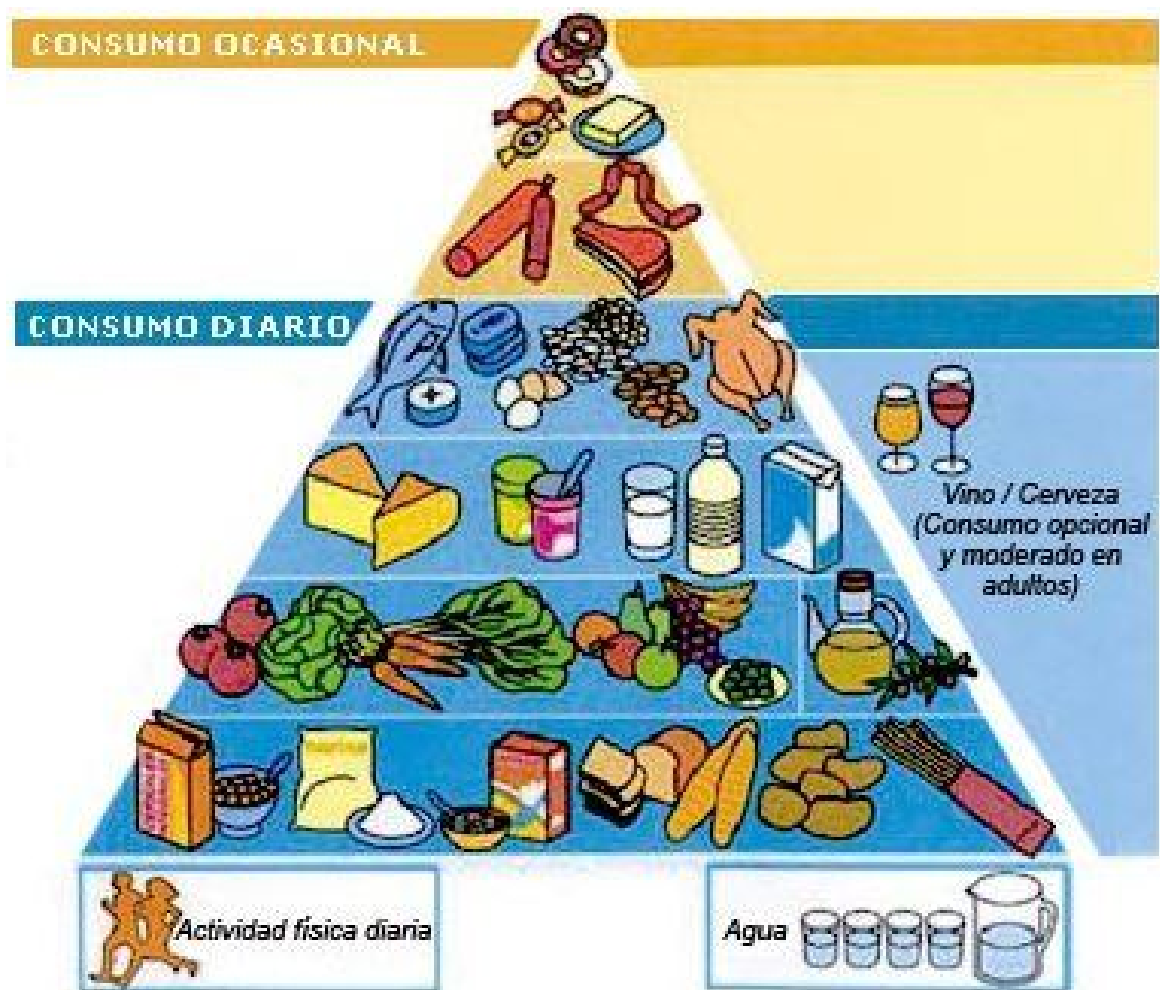 CONSUMO OCASIONAL
CONSUMO DIARIO
Vino / Cerveza
(Consumo opcional
y moderado en
adultos)
Actividad física diaria
Agua